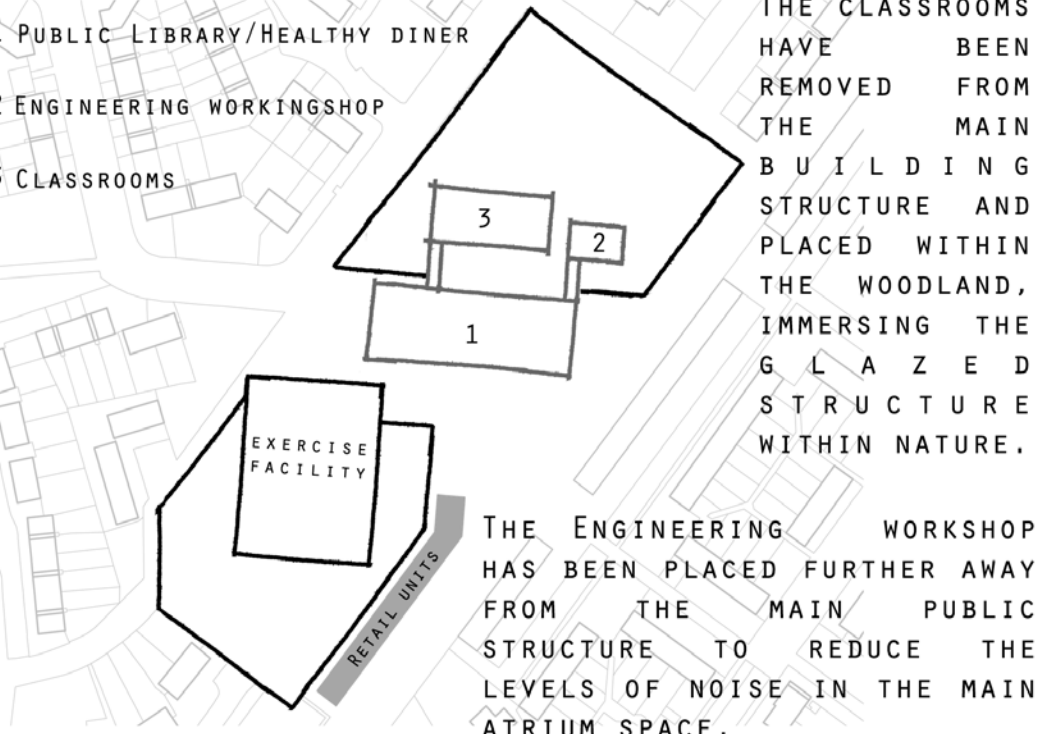 1 Public Library/Healthy diner
2 Engineering workingshop
3 Classrooms
THE CLASSROOMS
HAVE BEEN
REMOVED FROM
THE MAIN
BUILDING
STRUCTURE AND
PLACED WITHIN
THE WOODLAND,
IMMERSING THE
GLAZED
STRUCTURE
WITHIN NATURE.
3
2
1
EXERCISE
FACILITY
RETAIL UNITS
The Engineering workshop
has been placed further away
from the main public
structure to reduce the
levels of noise in the main
atrium space.